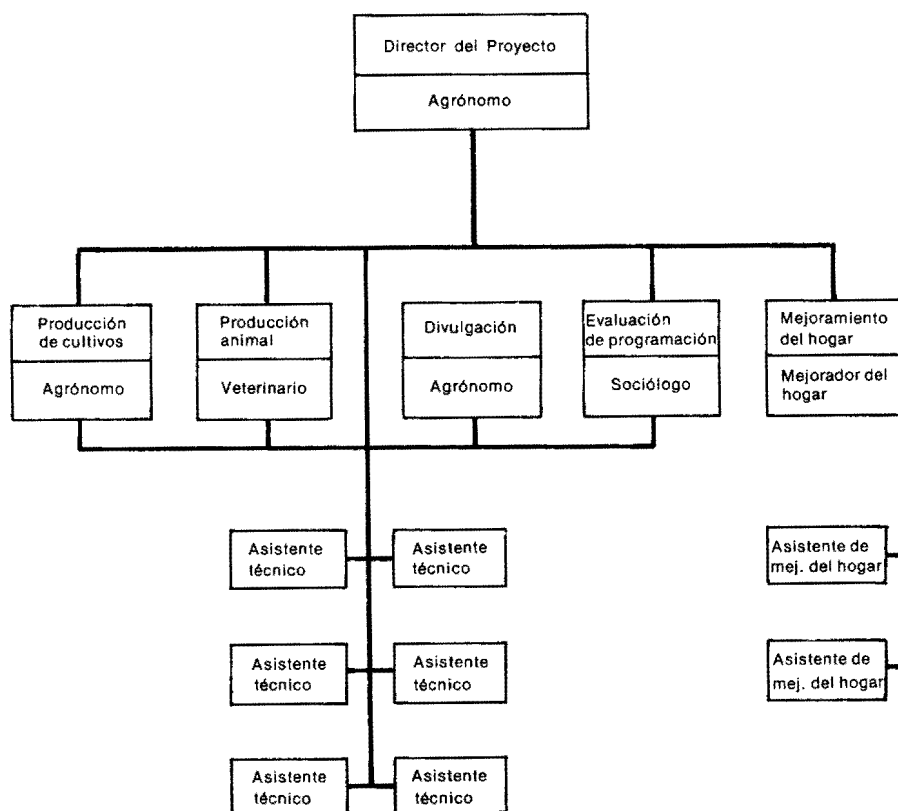 Director del Proyecto
Agrónomo
Producción
de cultivos
Agrónomo
Producción
animal
Veterinario
Divulgación
Agrónomo
Evaluación
de programación
Sociólogo
Mejoramiento
del hogar
Mejorador del
hogar
Asistente
técnico
Asistente
técnico
Asistente de
mej. del hogar
Asistente
técnico
Asistente
técnico
Asistente de
mej. del hogar
Asistente
técnico
Asistente
técnico